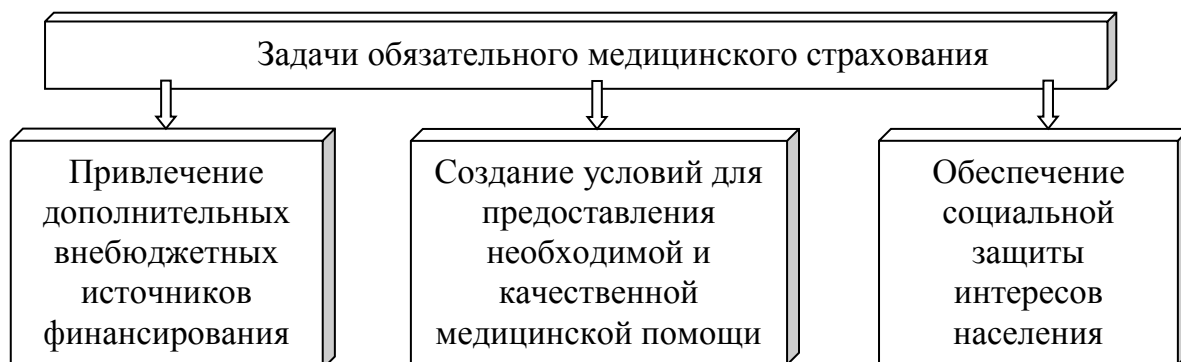 Задачи обязательного медицинского страхования
Привлечение
дополнительных
внебюджетных
источников
финансирования
Создание условий для
предоставления
необходимой и
качественной
медицинской помощи
Обеспечение
социальной
защиты
интересов
населения